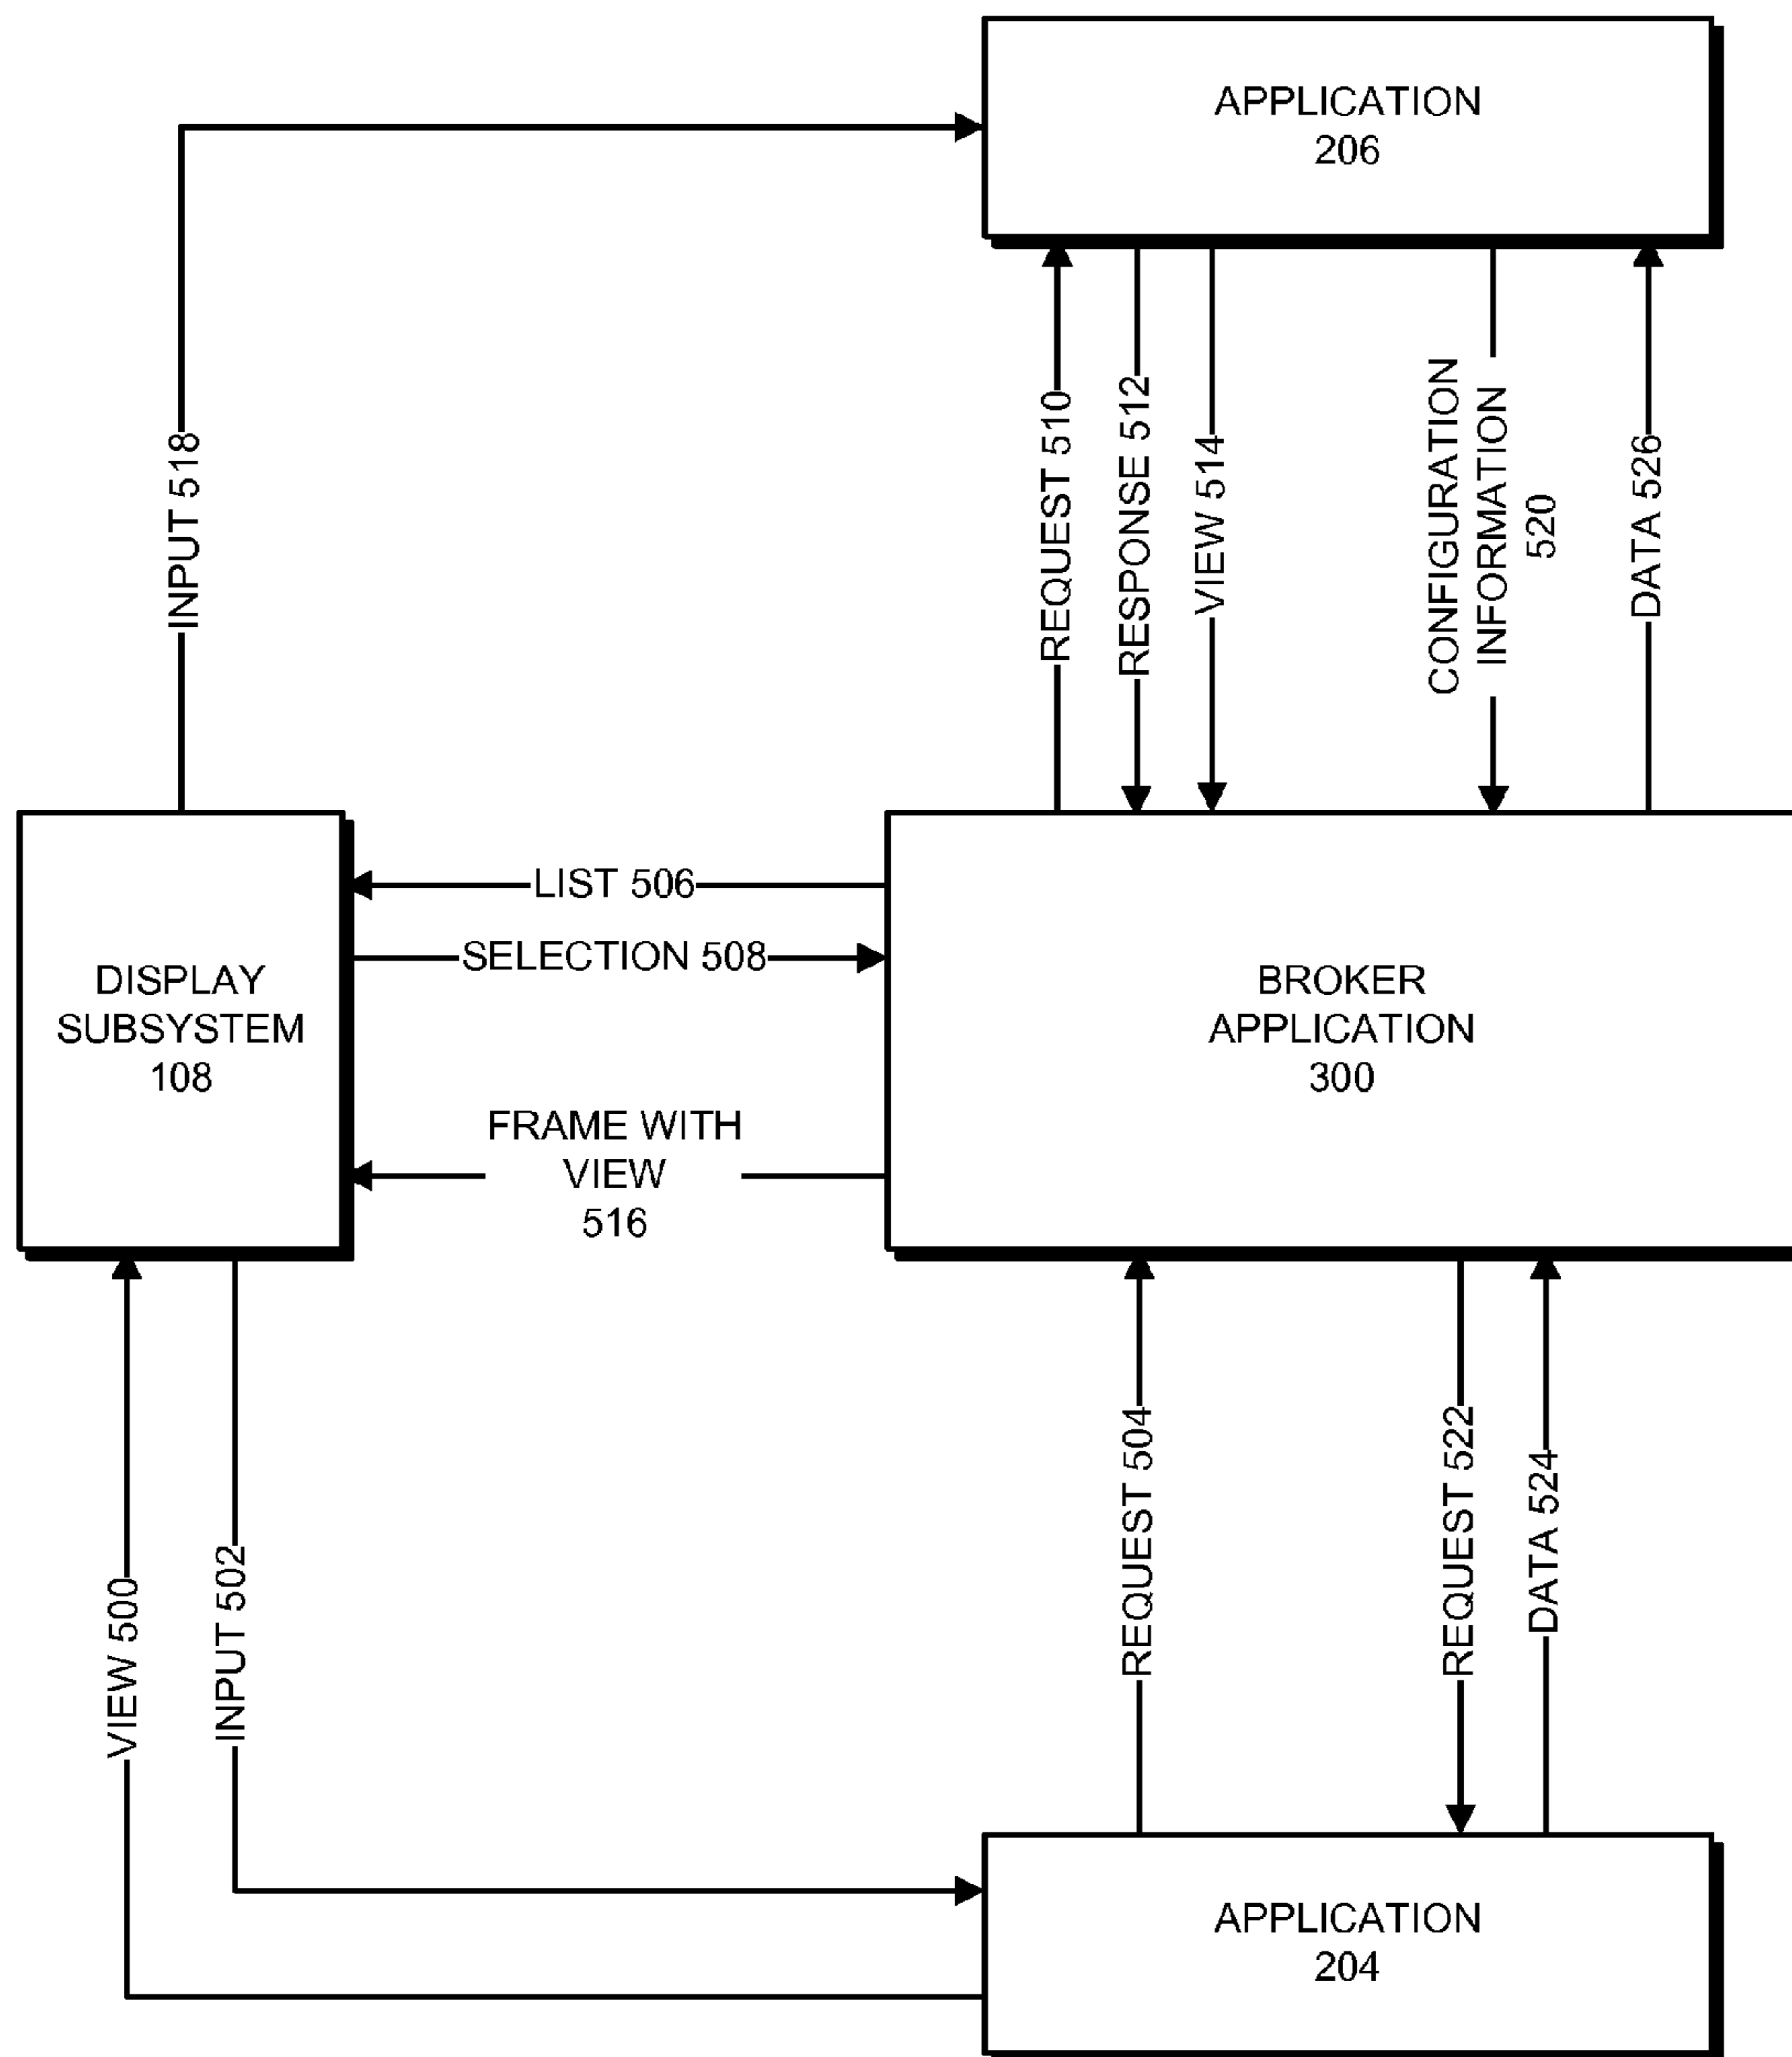 APPLICATION
206
INPUT 518
REQUEST 510
RESPONSE 512
VIEW 514
CONFIGURATION
INFORMATION
520
DATA 526
LIST 506
SELECTION 508
DISPLAY
SUBSYSTEM
108
BROKER
APPLICATION
300
FRAME WITH
VIEW
516
VIEW 500
INPUT 502
REQUEST 504
REQUEST 522
DATA 524
APPLICATION
204